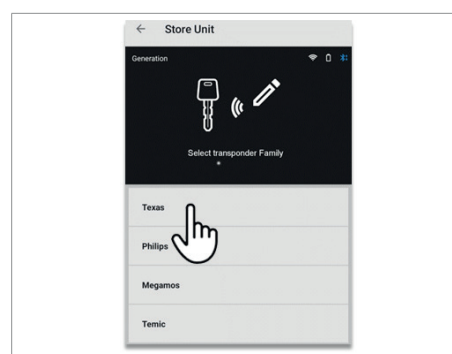 Store Unit
Generation
Select transponder Family
*
Texas
Philips
Megamos
Temic